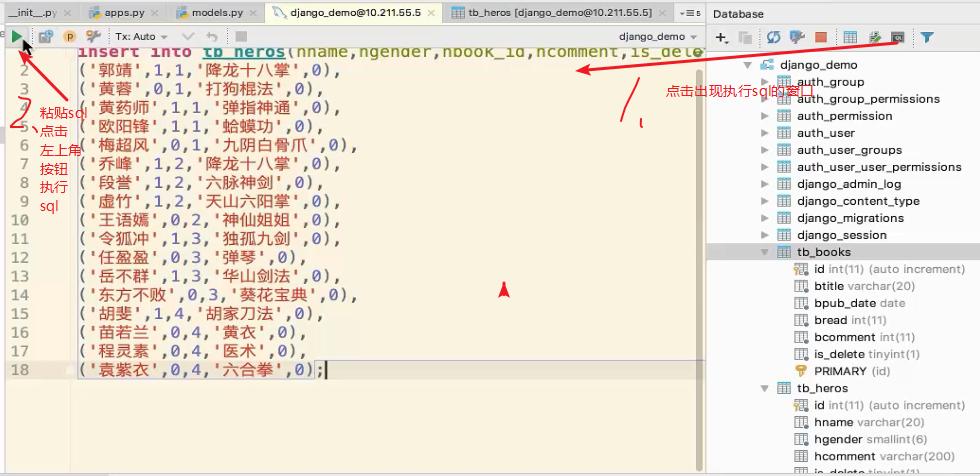 __init__.py
apps.py
models.py
django_demo@10.211.55.5
tb_heros [django_demo@10.211.55.5]
5
Database
Tx: Auto
django_demo
insert into tb_heros(hname,hgender,hbook_id,hcomment,is_dele
2 ('郭靖',1,1,'降龙十八掌',0),
3 ('黄蓉',0,1,'打狗棍法',0),
4 ('黄药师',1,1,'弹指神通',0),
5 ('欧阳锋',1,1,'蛤蟆功',0),
6 ('梅超风',0,1,'九阴白骨爪',0),
7 ('乔峰',1,2,'降龙十八掌',0),
8 ('段誉',1,2,'六脉神剑',0),
9 ('虚竹',1,2,'天山六阳掌',0),
10 ('王语嫣',0,2,'神仙姐姐',0),
11 ('令狐冲',1,3,'独孤九剑',0),
12 ('任盈盈',0,3,'弹琴',0),
13 ('岳不群',1,3,'华山剑法',0),
14 ('东方不败',0,3,'葵花宝典',0),
15 ('胡斐',1,4,'胡家刀法',0),
16 ('苗若兰',0,4,'黄衣',0),
17 ('程灵素',0,4,'医术',0),
18 ('袁紫衣',0,4,'六合拳',0);
2、
粘贴sql
点击
左上角
按钮
执行
sql
1
点击出现执行sql的窗口
django_demo
auth_group
auth_group_permissions
auth_permission
auth_user
auth_user_groups
auth_user_user_permissions
django_admin_log
django_content_type
django_migrations
django_session
tb_books
id int(11) (auto increment)
btitle varchar(20)
bpub_date date
bread int(11)
bcomment int(11)
is_delete tinyint(1)
PRIMARY (id)
tb_heros
id int(11) (auto increment)
hname varchar(20)
hgender smallint(6)
hcomment varchar(200)
is_delete tinyint(1)